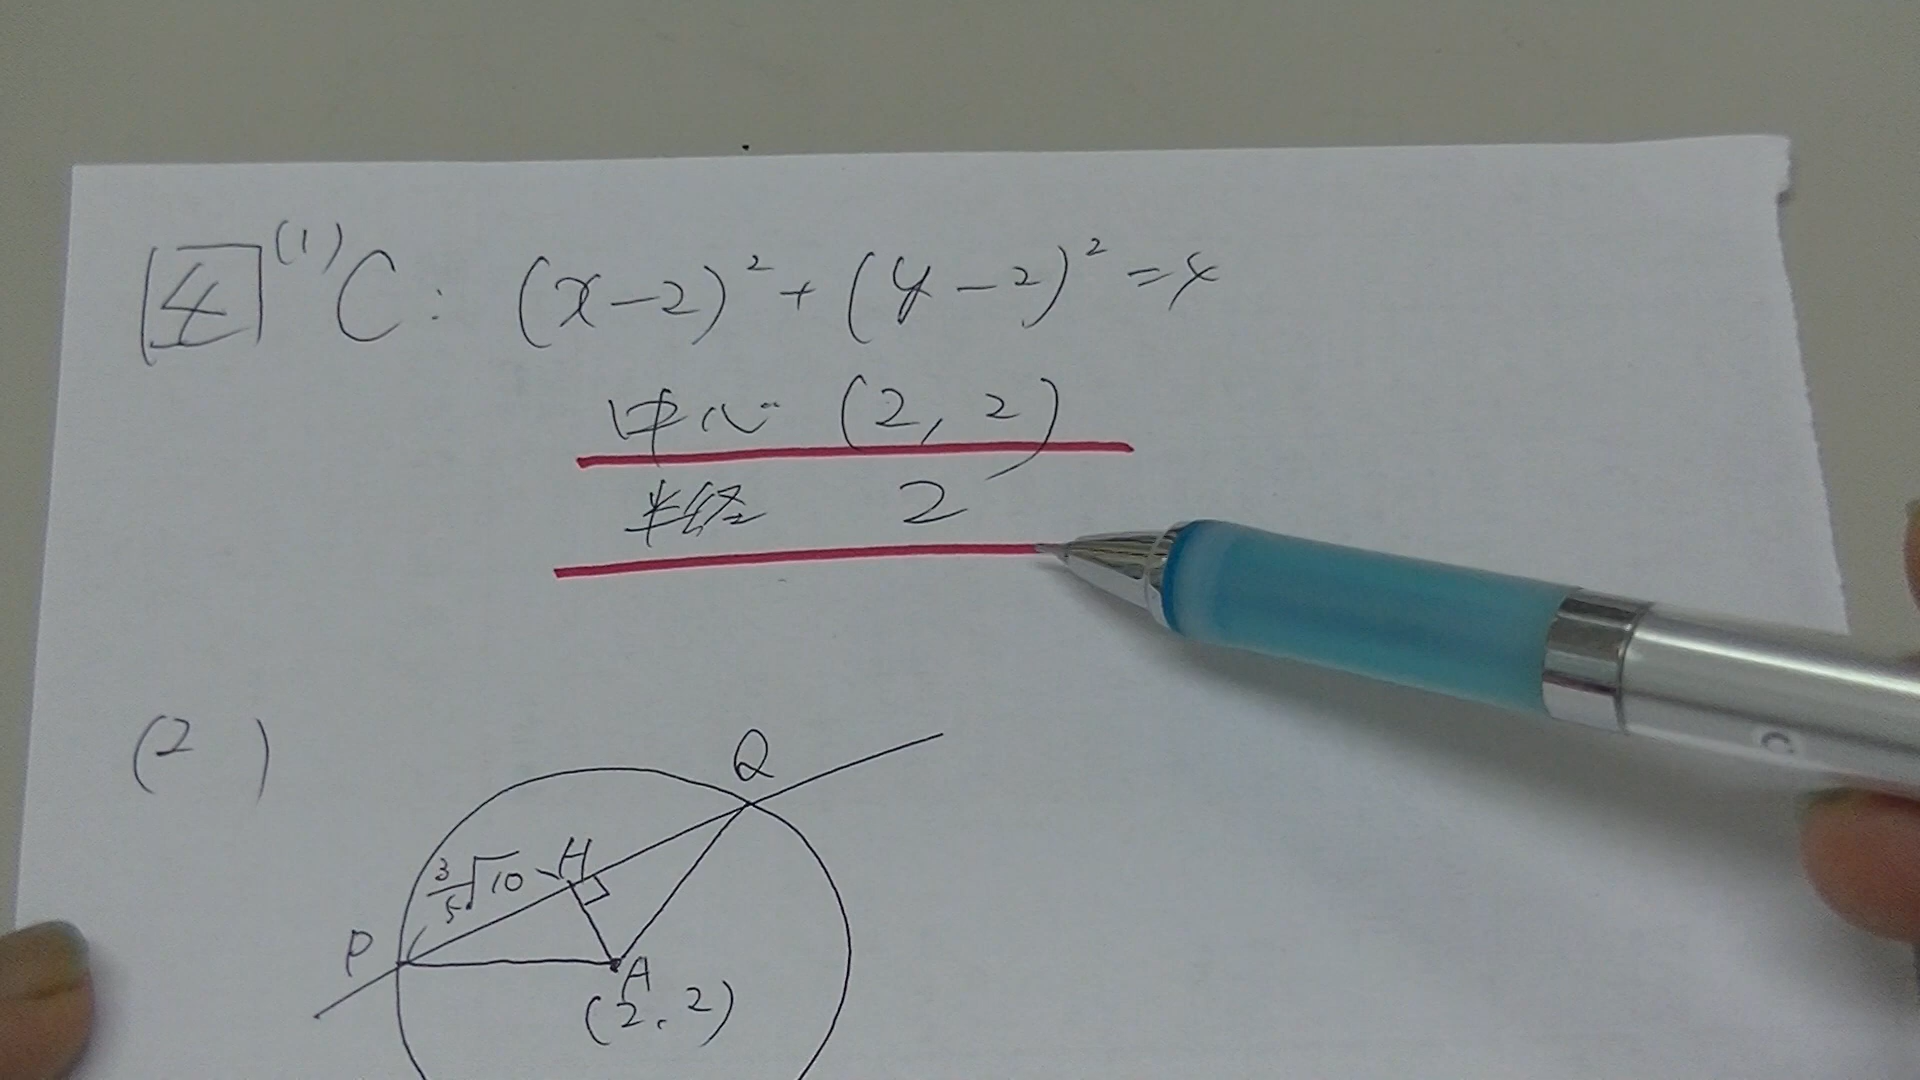 4 (1) C: (x-2)² + (y-2)² = 4
中心 (2, 2)
半径 2
(2)
Q
H
3/5√10
P
A
(2, 2)
C